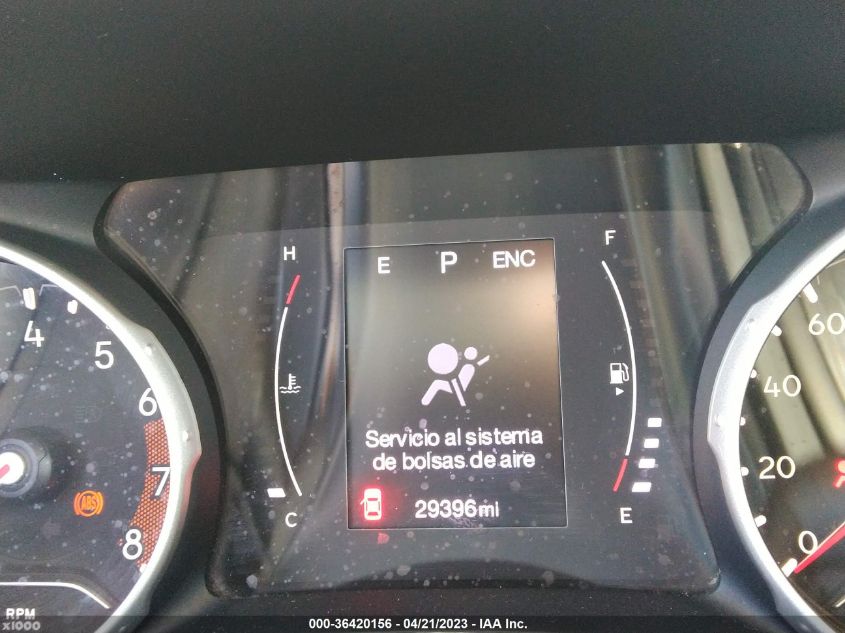 H
E P ENC
F
4
5
6
7
8
ABS
RPM
x1000
Servicio al sistema
de bolsas de aire
29396mi
C
E
60
40
20
0
000-36420156 - 04/21/2023 - IAA Inc.